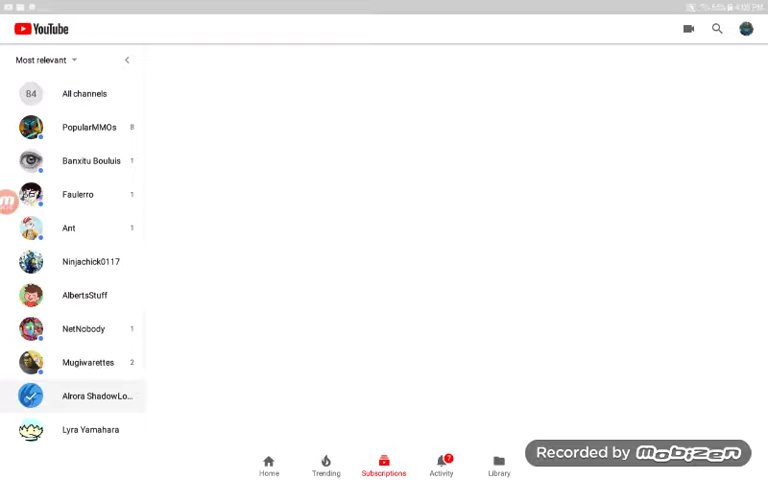 YouTube
Most relevant
84 All channels
PopularMMOs 8
Banxitu Bouluis 1
Faulerro 1
Ant 1
Ninjachick0117
AlbertsStuff
NetNobody 1
Mugiwarettes 2
Alrora ShadowLo...
Lyra Yamahara
7
Home Trending Subscriptions Activity Library
Recorded by mobizen